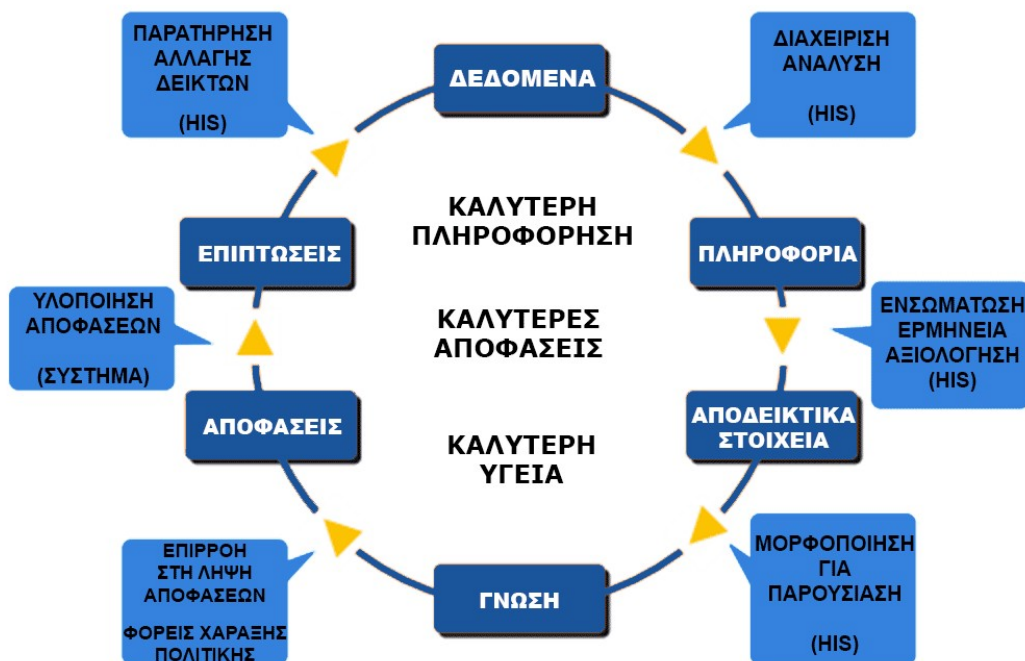 ΠΑΡΑΤΗΡΗΣΗ
ΑΛΛΑΓΗΣ
ΔΕΙΚΤΩΝ
(HIS)
ΔΕΔΟΜΕΝΑ
ΔΙΑΧΕΙΡΙΣΗ
ΑΝΑΛΥΣΗ
(HIS)
ΚΑΛΥΤΕΡΗ
ΠΛΗΡΟΦΟΡΗΣΗ
ΕΠΙΠΤΩΣΕΙΣ
ΠΛΗΡΟΦΟΡΙΑ
ΥΛΟΠΟΙΗΣΗ
ΑΠΟΦΑΣΕΩΝ
(ΣΥΣΤΗΜΑ)
ΚΑΛΥΤΕΡΕΣ
ΑΠΟΦΑΣΕΙΣ
ΕΝΣΩΜΑΤΩΣΗ
ΕΡΜΗΝΕΙΑ
ΑΞΙΟΛΟΓΗΣΗ
(HIS)
ΑΠΟΦΑΣΕΙΣ
ΑΠΟΔΕΙΚΤΙΚΑ
ΣΤΟΙΧΕΙΑ
ΚΑΛΥΤΕΡΗ
ΥΓΕΙΑ
ΕΠΙΡΡΟΗ
ΣΤΗ ΛΗΨΗ
ΑΠΟΦΑΣΕΩΝ
ΦΟΡΕΙΣ ΧΑΡΑΞΗΣ
ΠΟΛΙΤΙΚΗΣ
ΓΝΩΣΗ
ΜΟΡΦΟΠΟΙΗΣΗ
ΓΙΑ
ΠΑΡΟΥΣΙΑΣΗ
(HIS)